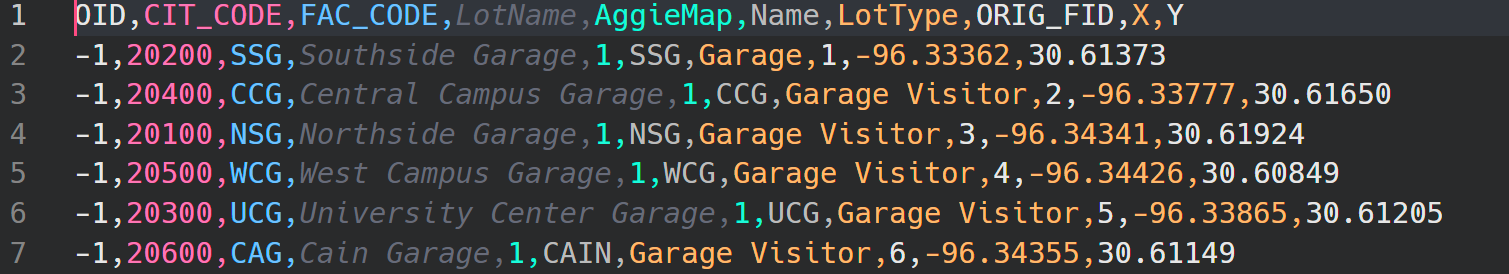 1 OID,CIT_CODE,FAC_CODE,LotName,AggieMap,Name,LotType,ORIG_FID,X,Y
2 -1,20200,SSG,Southside Garage,1,SSG,Garage,1,-96.33362,30.61373
3 -1,20400,CCG,Central Campus Garage,1,CCG,Garage Visitor,2,-96.33777,30.61650
4 -1,20100,NSG,Northside Garage,1,NSG,Garage Visitor,3,-96.34341,30.61924
5 -1,20500,WCG,West Campus Garage,1,WCG,Garage Visitor,4,-96.34426,30.60849
6 -1,20300,UCG,University Center Garage,1,UCG,Garage Visitor,5,-96.33865,30.61205
7 -1,20600,CAG,Cain Garage,1,CAIN,Garage Visitor,6,-96.34355,30.61149